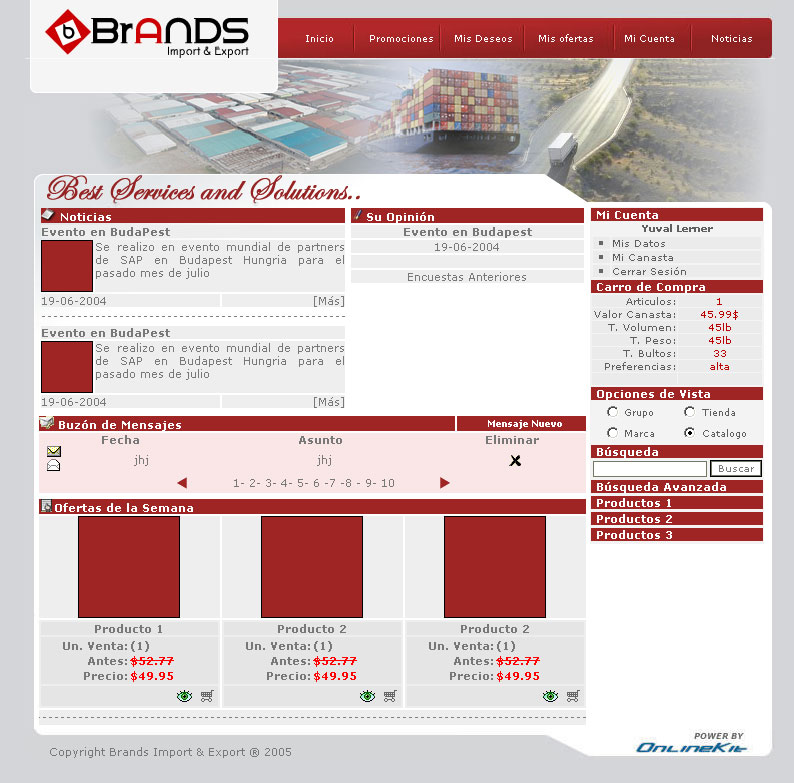 b BrANDS
Import & Export
Inicio Promociones Mis Deseos Mis ofertas Mi Cuenta Noticias
Best Services and Solutions..
Noticias
Evento en BudaPest
Se realizo en evento mundial de partners
de SAP en Budapest Hungria para el
pasado mes de julio
19-06-2004 [Más]
Evento en BudaPest
Se realizo en evento mundial de partners
de SAP en Budapest Hungria para el
pasado mes de julio
19-06-2004 [Más]
Su Opinión
Evento en Budapest
19-06-2004
Encuestas Anteriores
Buzón de Mensajes Mensaje Nuevo
Fecha Asunto Eliminar
jhj jhj
1- 2- 3- 4- 5- 6 -7 -8 - 9- 10
Ofertas de la Semana
Producto 1 Producto 2 Producto 2
Un. Venta: (1) Un. Venta: (1) Un. Venta: (1)
Antes: $52.77 Antes: $52.77 Antes: $52.77
Precio: $49.95 Precio: $49.95 Precio: $49.95
Mi Cuenta
Yuval Lerner
Mis Datos
Mi Canasta
Cerrar Sesión
Carro de Compra
Articulos: 1
Valor Canasta: 45.99$
T. Volumen: 45lb
T. Peso: 45lb
T. Bultos: 33
Preferencias: alta
Opciones de Vista
Grupo Tienda
Marca Catalogo
Búsqueda
Buscar
Búsqueda Avanzada
Productos 1
Productos 2
Productos 3
Copyright Brands Import & Export ® 2005
POWER BY
OnlineKit